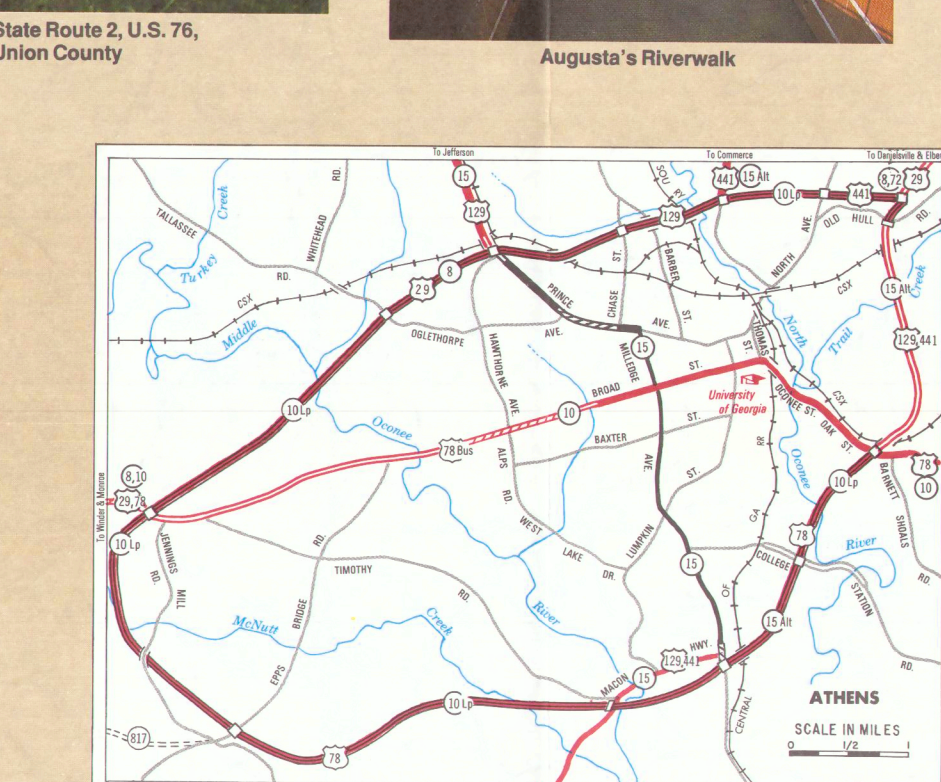 State Route 2, U.S. 76,
Union County
Augusta's Riverwalk
To Jefferson
To Commerce
To Danielsville &
15
441
15 Alt
8,72
29
129
SOU RY
129
10 Lp
441
TALLASSEE
RD.
Creek
Turkey
WHITEHEAD
RD.
8
29
CSX
Middle
OGLETHORPE
AVE.
PRINCE
AVE.
CHASE
ST.
BARBER
ST.
NORTH
AVE.
OLD
HULL
RD.
CSX
15 Alt
Creek
Trail
North
129,441
HAWTHORNE
AVE
15
MILLEDGE
AVE.
ST.
THOMAS
BROAD
ST.
University
of Georgia
OCONEE ST.
OAK
ST.
CSX
10 Lp
Oconee
10
78 Bus
BAXTER
ST.
ALPS
RD.
RR
Oconee
8,10
29,78
To Winder & Monroe
10 Lp
78
10
BARNETT
SHOALS
RD.
10 Lp
JENNINGS
MILL
RD.
RD.
TIMOTHY
RD.
WEST
LAKE
DR.
LUMPKIN
ST.
GA
78
COLLEGE
STATION
RD.
River
15
OF
15 Alt
McNutt
Creek
BRIDGE
EPPS
River
HWY.
129,441
MACON
15
CENTRAL
10 Lp
817
78
ATHENS
SCALE IN MILES
0 1/2 1